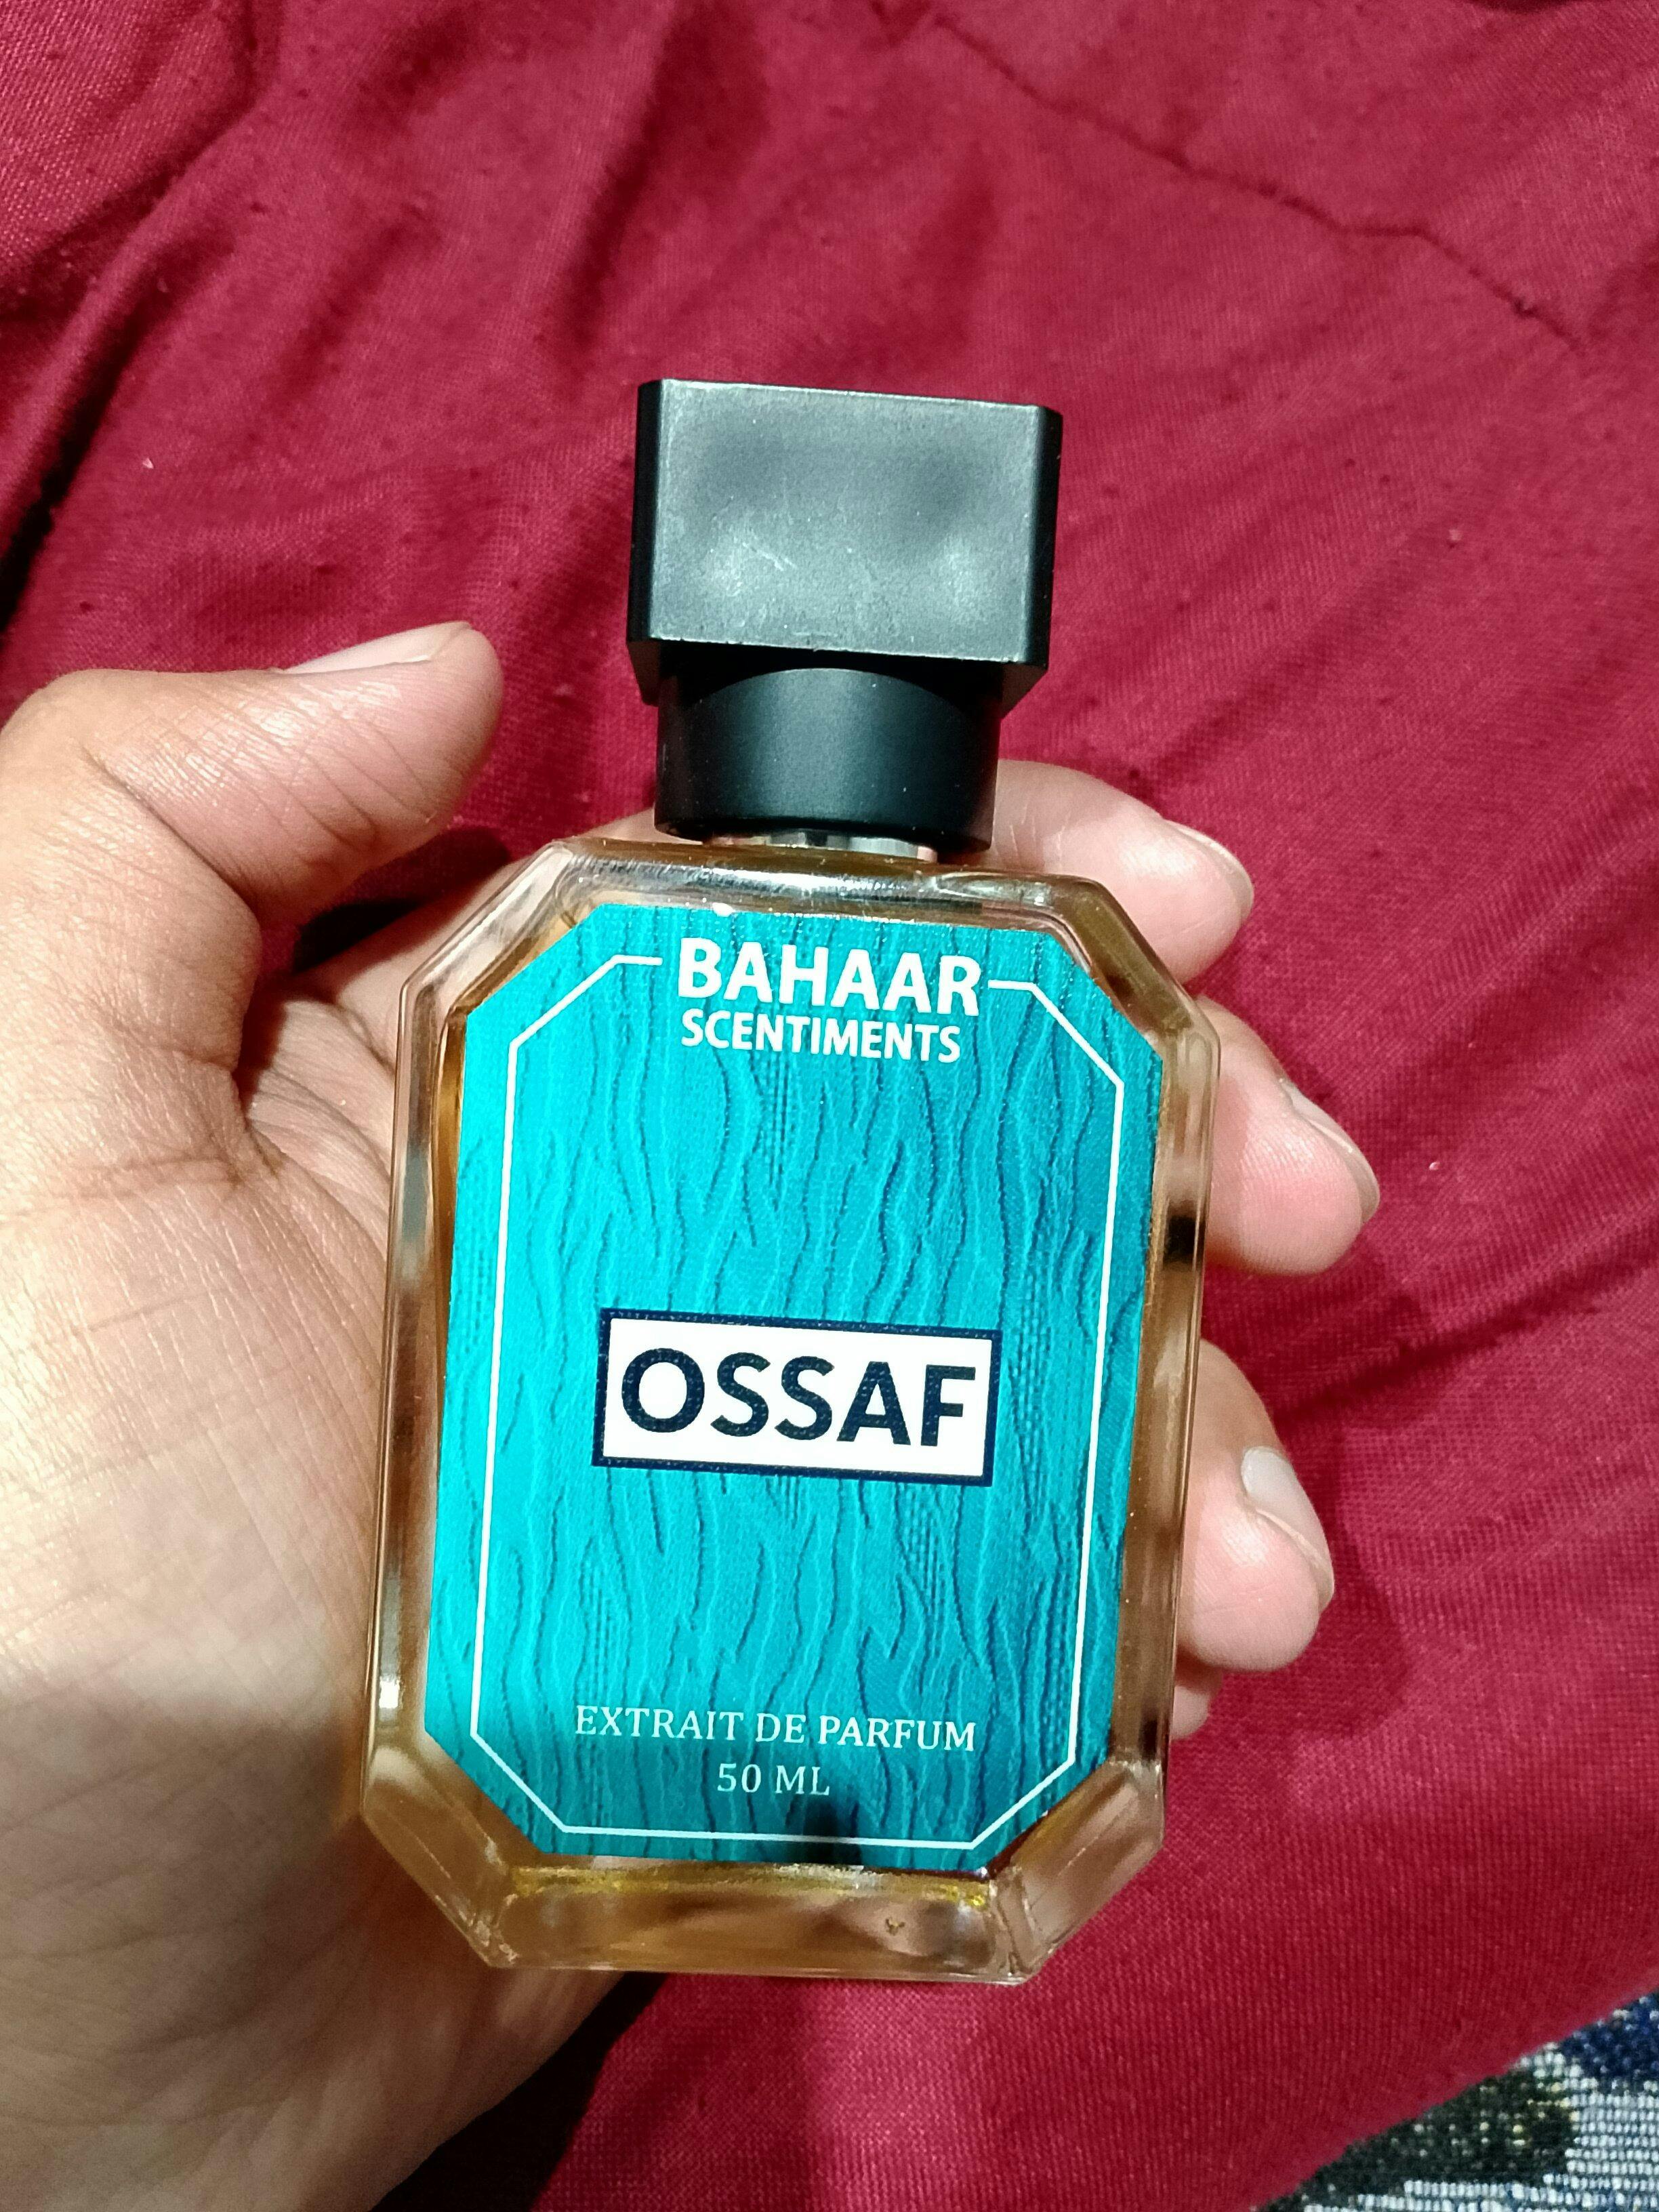 BAHAAR
SCENTIMENTS
OSSAF
EXTRAIT DE PARFUM
50 ML